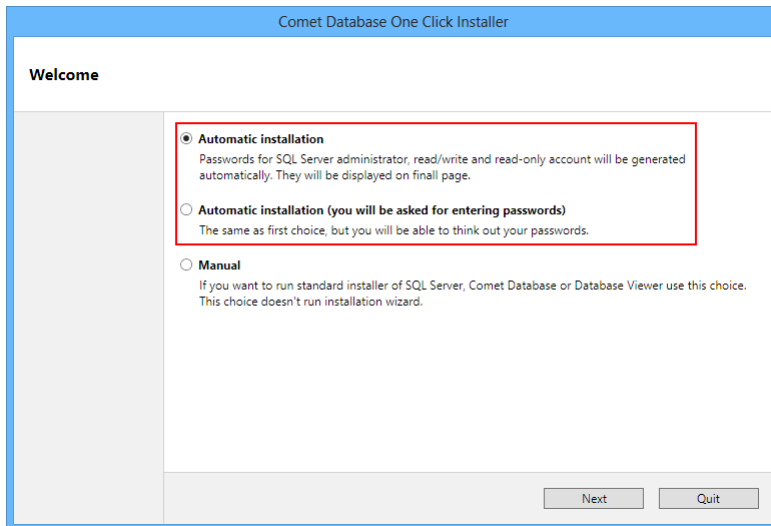 Comet Database One Click Installer
Welcome
Automatic installation
Passwords for SQL Server administrator, read/write and read-only account will be generated
automatically. They will be displayed on finall page.
Automatic installation (you will be asked for entering passwords)
The same as first choice, but you will be able to think out your passwords.
Manual
If you want to run standard installer of SQL Server, Comet Database or Database Viewer use this choice.
This choice doesn't run installation wizard.
Next Quit